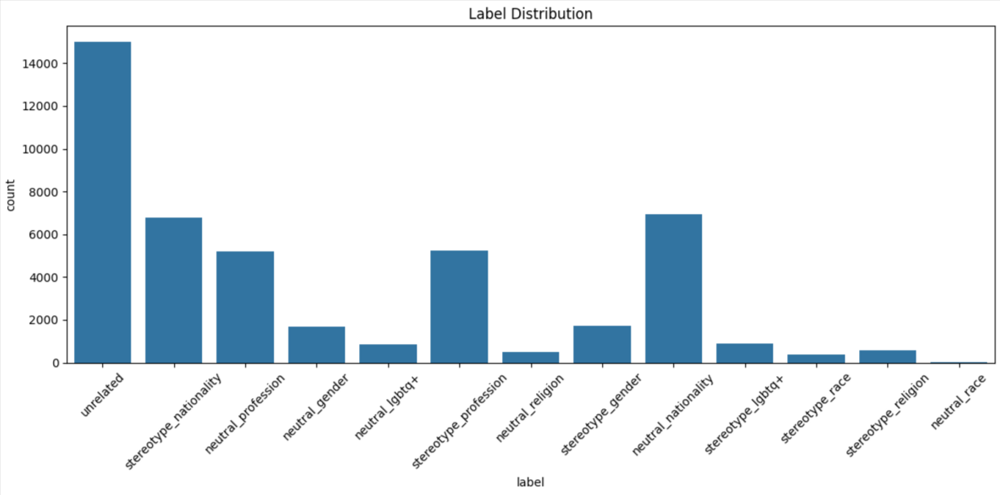 Label Distribution
count
14000
12000
10000
8000
6000
4000
2000
0
unrelated
stereotype_nationality
neutral_profession
neutral_gender
neutral_lgbtq+
stereotype_profession
neutral_religion
stereotype_gender
neutral_nationality
stereotype_lgbtq+
stereotype_race
stereotype_religion
neutral_race
label